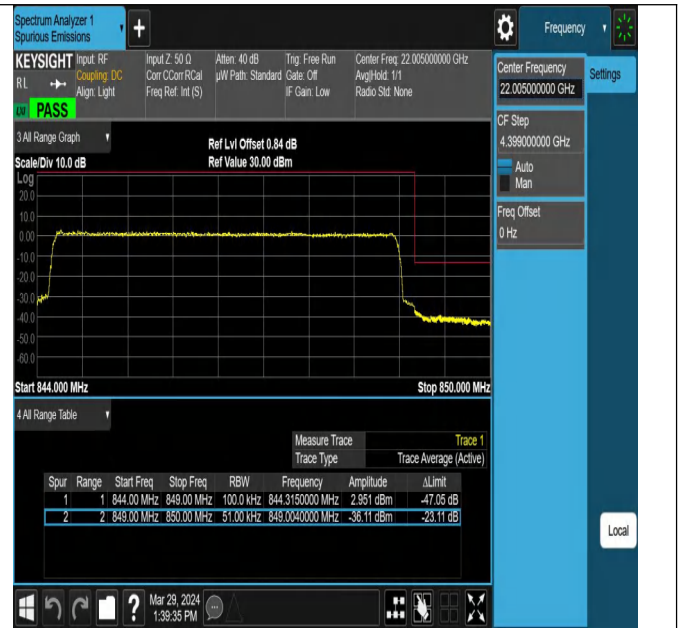 Spectrum Analyzer 1
Spurious Emissions
Frequency
KEYSIGHT
RL
Input: RF
Coupling: DC
Align: Light
Input Z: 50 Ω
Corr CCorr RCal
Freq Ref: Int (S)
Atten: 40 dB
µW Path: Standard
Trig: Free Run
Gate: Off
IF Gain: Low
Center Freq: 22.005000000 GHz
Avg|Hold: 1/1
Radio Std: None
PASS
Center Frequency
22.005000000 GHz
Settings
CF Step
4.399000000 GHz
Auto
Man
Freq Offset
0 Hz
3 All Range Graph
Scale/Div 10.0 dB
Ref Lvl Offset 0.84 dB
Ref Value 30.00 dBm
Log
20.0
10.0
0.00
-10.0
-20.0
-30.0
-40.0
-50.0
-60.0
Start 844.000 MHz Stop 850.000 MHz
4 All Range Table
Measure Trace Trace 1
Trace Type Trace Average (Active)
Spur Range Start Freq Stop Freq RBW Frequency Amplitude ΔLimit
1 1 844.00 MHz 849.00 MHz 100.0 kHz 844.3150000 MHz 2.951 dBm -47.05 dB
2 2 849.00 MHz 850.00 MHz 51.00 kHz 849.0040000 MHz -36.11 dBm -23.11 dB
Local
Mar 29, 2024
1:39:35 PM